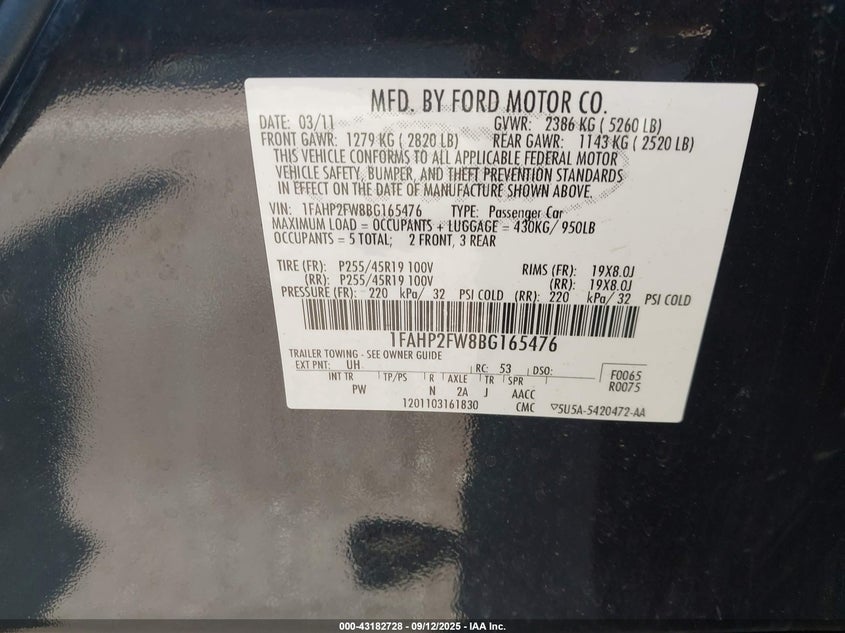 MFD. BY FORD MOTOR CO.
DATE: 03/11 GVWR: 2386 KG ( 5260 LB)
FRONT GAWR: 1279 KG ( 2820 LB) REAR GAWR: 1143 KG ( 2520 LB)
THIS VEHICLE CONFORMS TO ALL APPLICABLE FEDERAL MOTOR
VEHICLE SAFETY, BUMPER, AND THEFT PREVENTION STANDARDS
IN EFFECT ON THE DATE OF MANUFACTURE SHOWN ABOVE.
VIN: 1FAHP2FW8BG165476 TYPE: Passenger Car
MAXIMUM LOAD = OCCUPANTS + LUGGAGE = 430KG/ 950LB
OCCUPANTS = 5 TOTAL; 2 FRONT, 3 REAR
TIRE (FR): P255/45R19 100V RIMS (FR): 19X8.0J
(RR): P255/45R19 100V (RR): 19X8.0J
PRESSURE (FR): 220 kPa/ 32 PSI COLD (RR): 220 kPa/ 32 PSI COLD
1FAHP2FW8BG165476
TRAILER TOWING - SEE OWNER GUIDE
EXT PNT: UH RC: 53 DSO: F0065
INT TR TP/PS R AXLE TR SPR R0075
PW N 2A J AACC
1201103161830 CMC ▽5U5A-5420472-AA
000-43182728 - 09/12/2025 - IAA Inc.